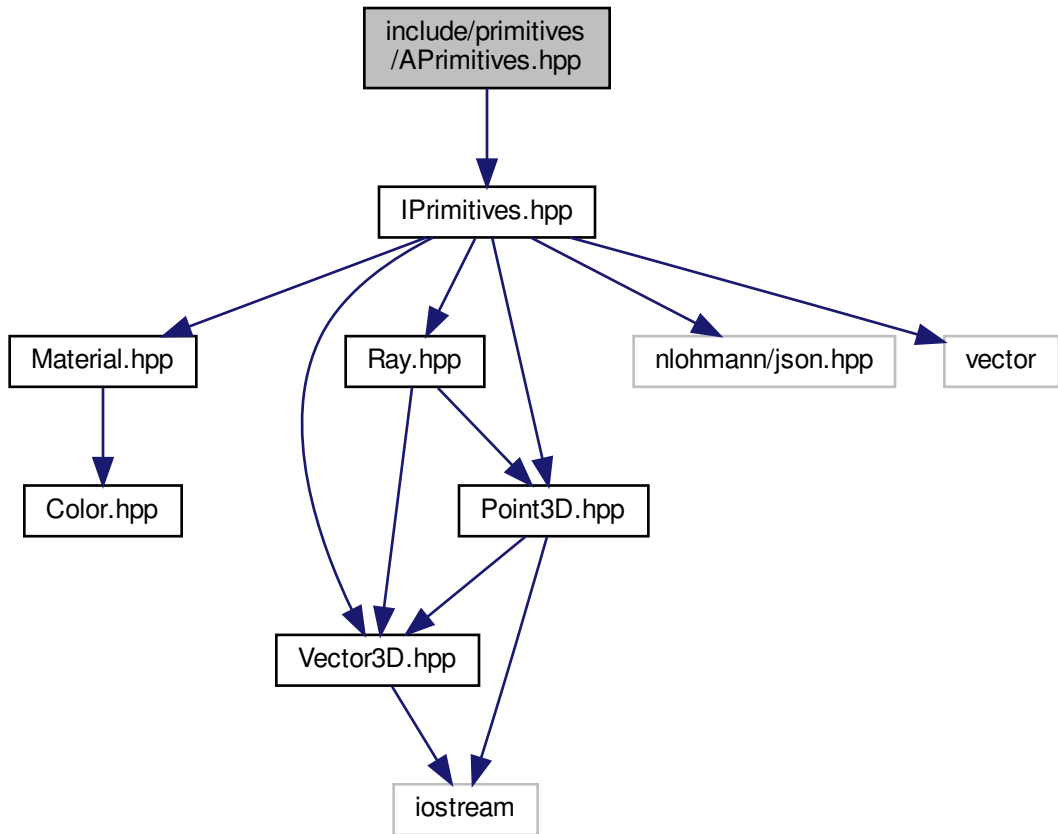 include/primitives
/APrimitives.hpp
IPrimitives.hpp
Material.hpp
Ray.hpp
nlohmann/json.hpp
vector
Color.hpp
Point3D.hpp
Vector3D.hpp
iostream